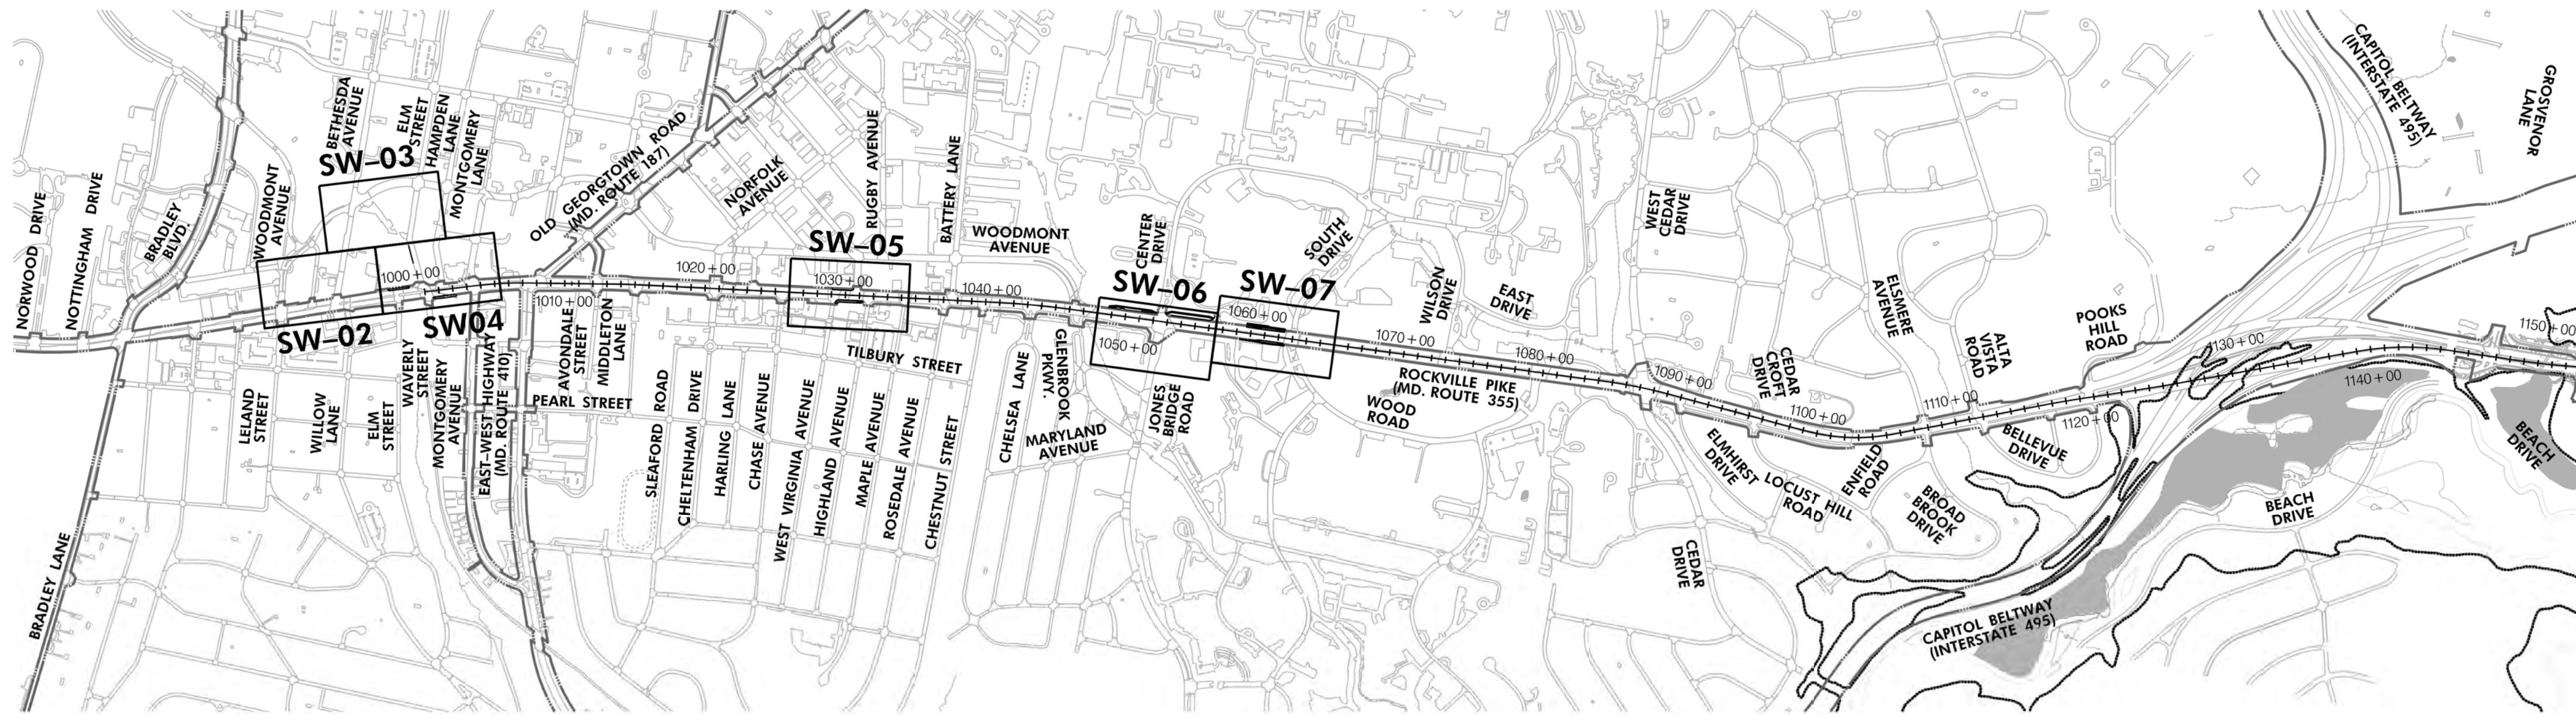 NORWOOD DRIVE
NOTTINGHAM DRIVE
BRADLEY
BLVD.
WOODMONT
AVENUE
BETHESDA
AVENUE
ELM
STREET
HAMPDEN
LANE
MONTGOMERY
LANE
SW-03
SW-02
SW04
1000+00
OLD GEORGTOWN ROAD
(MD. ROUTE 187)
NORFOLK
AVENUE
RUGBY AVENUE
BATTERY LANE
WOODMONT
AVENUE
SW-05
1010+00
1020+00
1030+00
1040+00
CENTER
DRIVE
SW-06
SW-07
1050+00
1060+00
SOUTH
DRIVE
WILSON
DRIVE
EAST
DRIVE
1070+00
1080+00
ROCKVILLE PIKE
(MD. ROUTE 355)
WOOD
ROAD
WEST
CEDAR
DRIVE
1090+00
CEDAR
CROFT
DRIVE
1100+00
ELSMERE
AVENUE
1110+00
ALTA
VISTA
ROAD
POOKS
HILL
ROAD
1120+00
1130+00
1140+00
1150+00
CAPITOL BELTWAY
(INTERSTATE 495)
GROSVENOR
LANE
BEACH
DRIVE
BEACH
DRIVE
BELLEVUE
DRIVE
BROAD
BROOK
DRIVE
ENFIELD
ROAD
LOCUST HILL
ROAD
ELMHIRST
DRIVE
CEDAR
DRIVE
CAPITOL BELTWAY
(INTERSTATE 495)
BRADLEY LANE
LELAND
STREET
WILLOW
LANE
ELM
STREET
WAVERLY
STREET
MONTGOMERY
AVENUE
EAST-WEST HIGHWAY
(MD. ROUTE 410)
AVONDALE
STREET
MIDDLETON
LANE
PEARL STREET
SLEAFORD ROAD
CHELTENHAM DRIVE
HARLING LANE
CHASE AVENUE
WEST VIRGINIA AVENUE
HIGHLAND AVENUE
MAPLE AVENUE
ROSEDALE AVENUE
CHESTNUT STREET
TILBURY STREET
CHELSEA LANE
GLENBROOK
PKWY.
MARYLAND
AVENUE
JONES
BRIDGE
ROAD